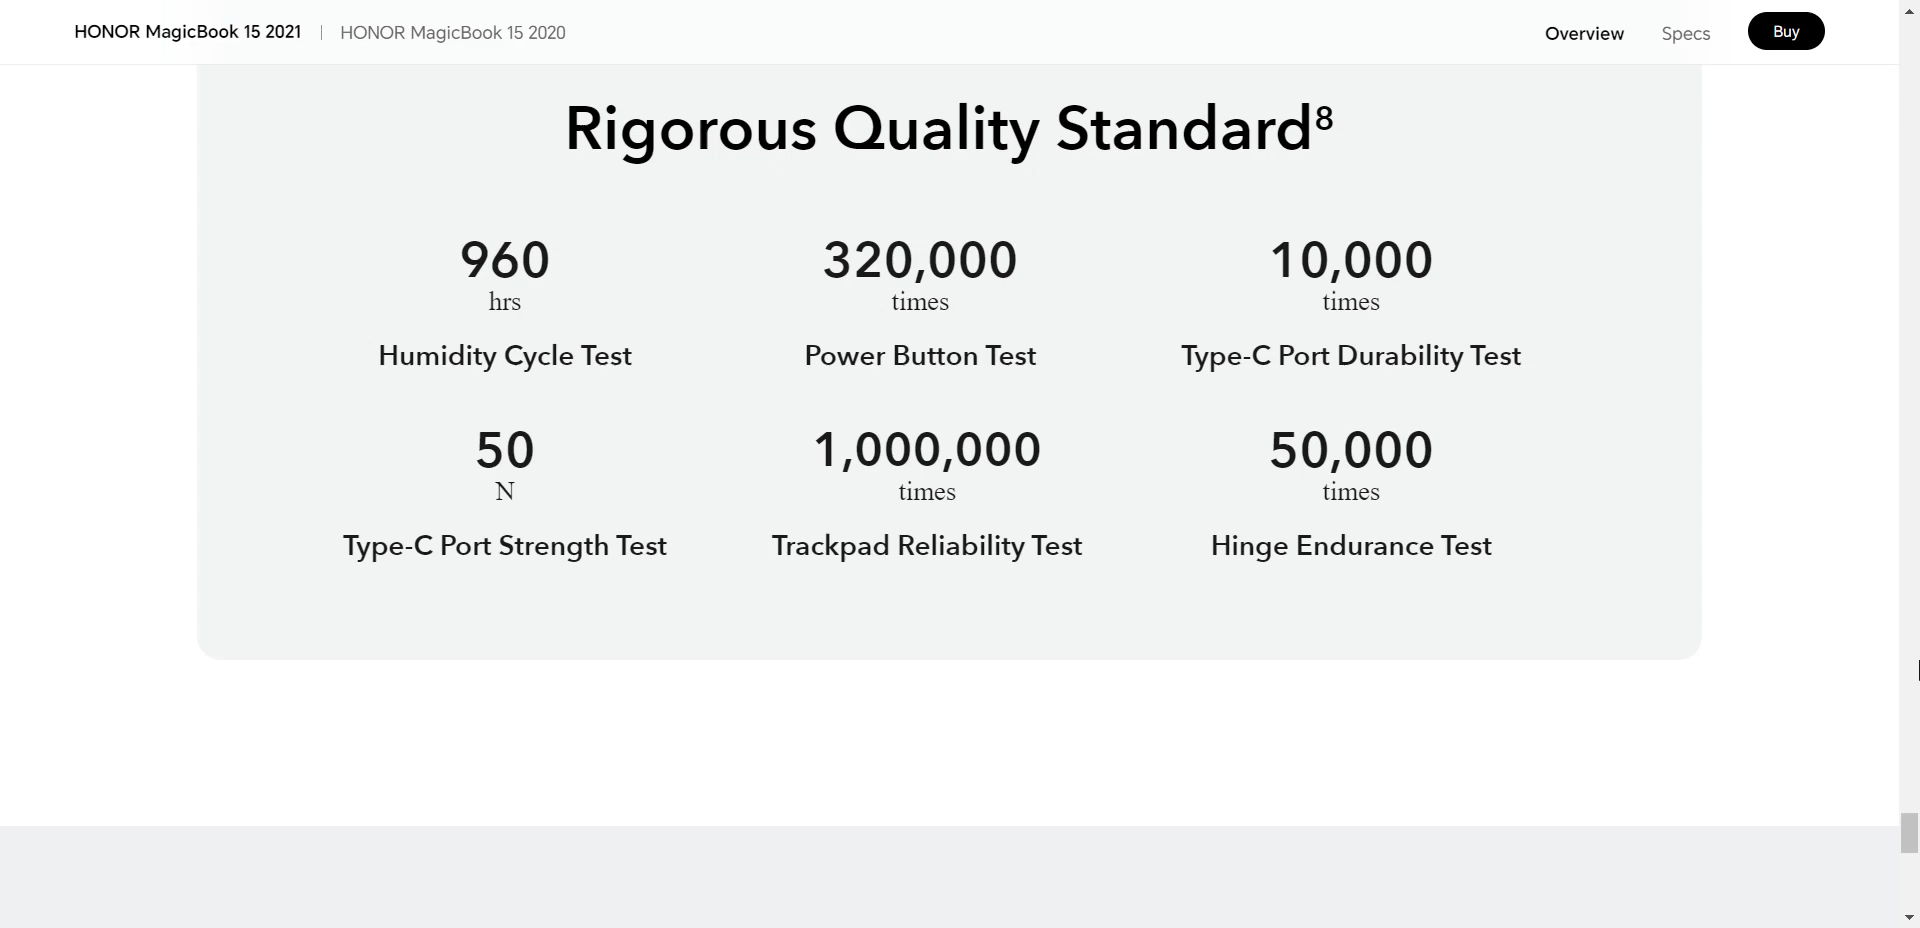 HONOR MagicBook 15 2021 | HONOR MagicBook 15 2020
Overview Specs Buy
Rigorous Quality Standard⁸
960 320,000 10,000
hrs times times
Humidity Cycle Test Power Button Test Type-C Port Durability Test
50 1,000,000 50,000
N times times
Type-C Port Strength Test Trackpad Reliability Test Hinge Endurance Test